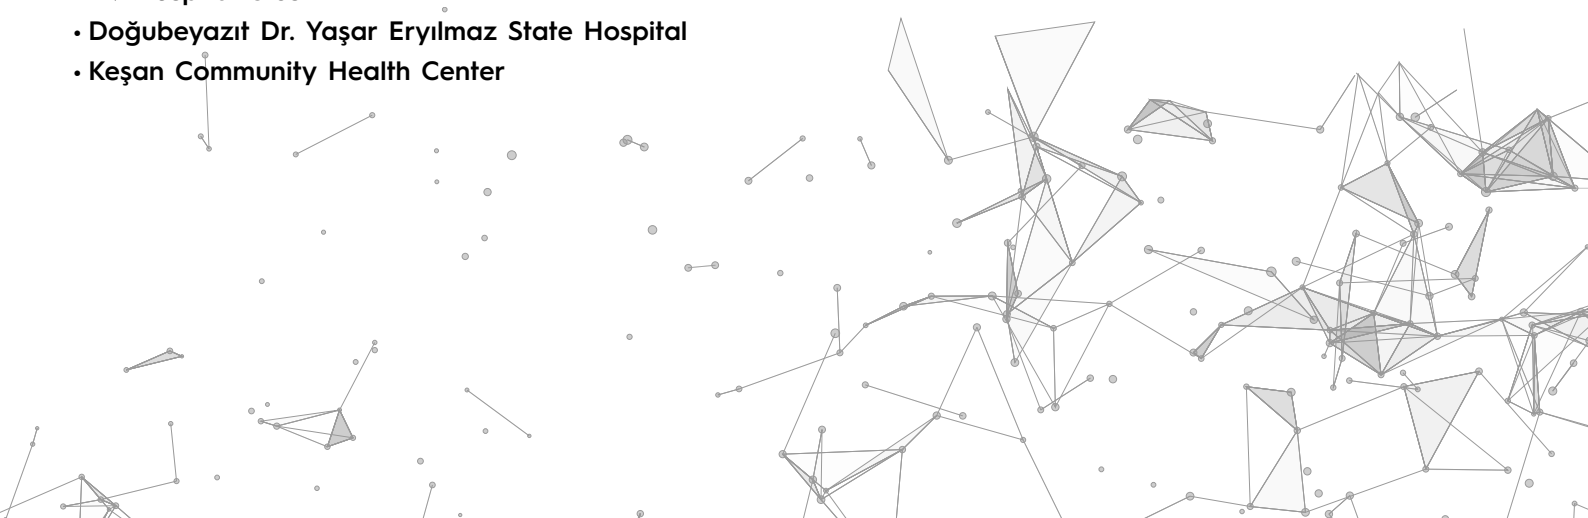 • Doğubeyazıt Dr. Yaşar Eryılmaz State Hospital
• Keşan Community Health Center